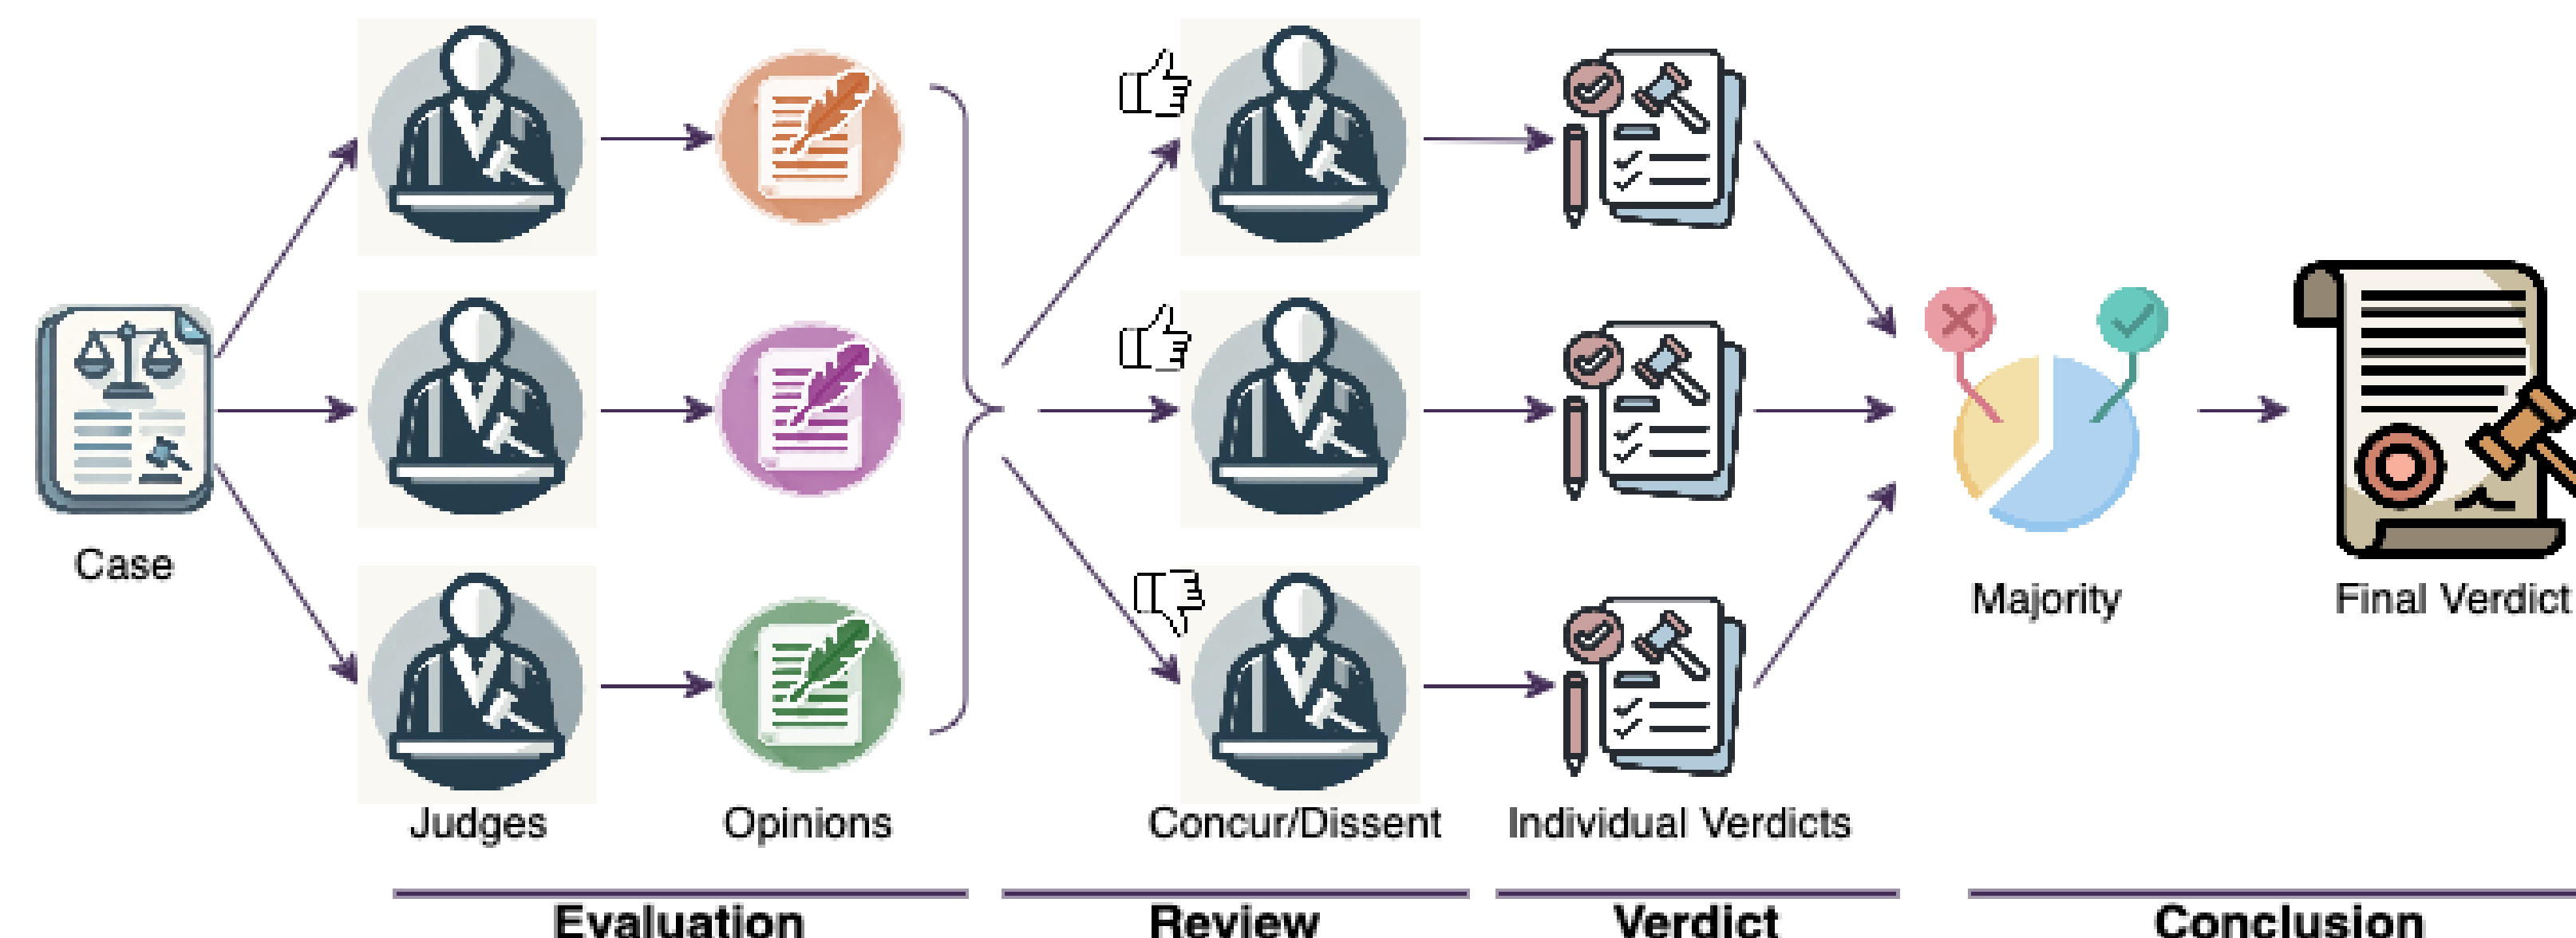 Case
Majority
Final Verdict
Judges
Opinions
Concur/Dissent
Individual Verdicts
Evaluation
Review
Verdict
Conclusion